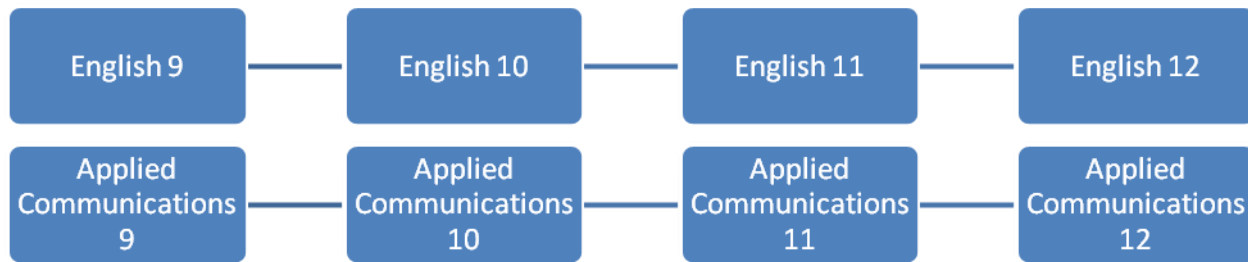 English 9
English 10
English 11
English 12
Applied
Communications
9
Applied
Communications
10
Applied
Communications
11
Applied
Communications
12